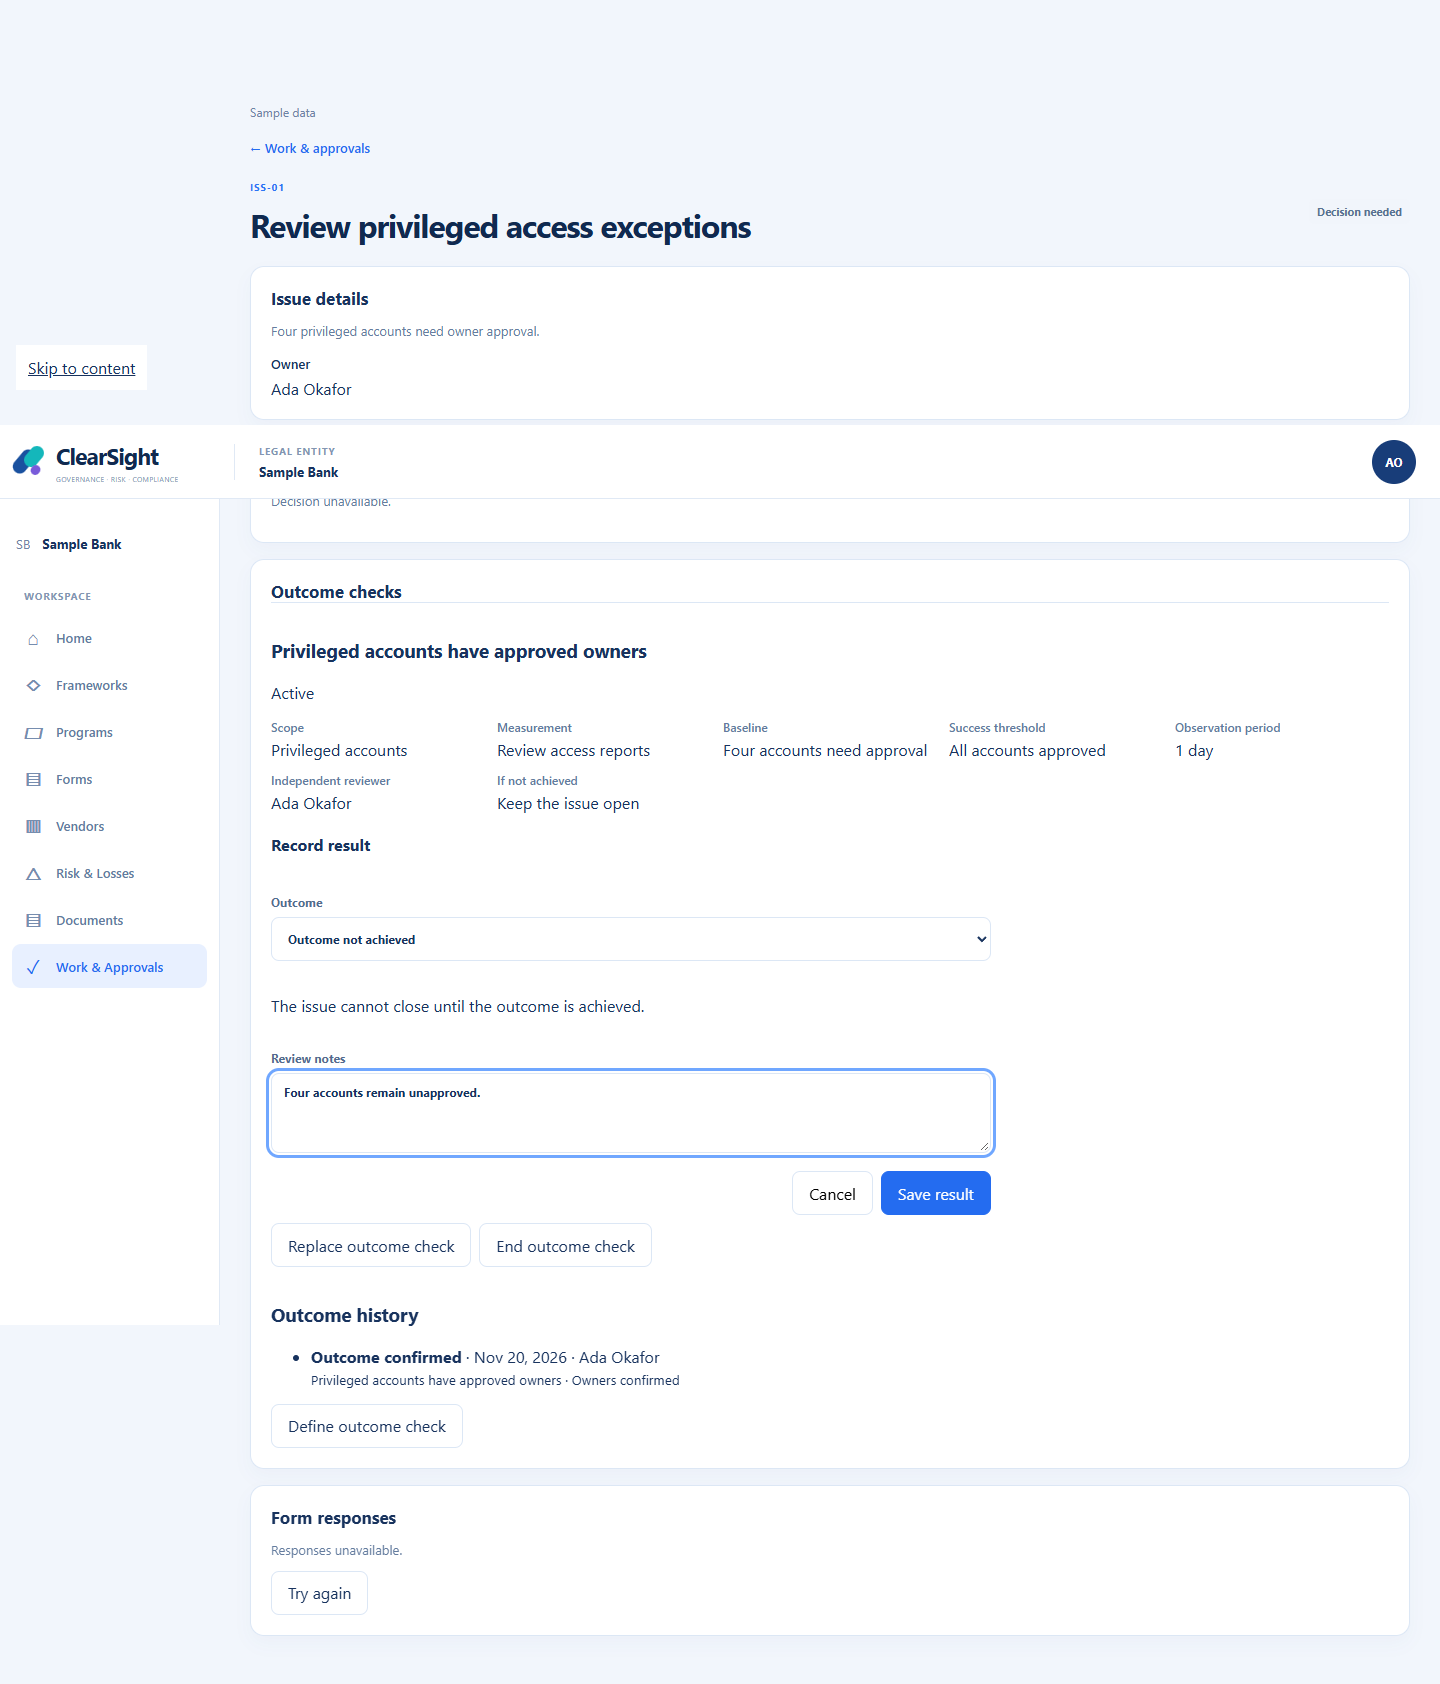 Sample data
← Work & approvals
ISS-01
Review privileged access exceptions
Decision needed
Issue details
Four privileged accounts need owner approval.
Owner
Ada Okafor
Skip to content
ClearSight
GOVERNANCE · RISK · COMPLIANCE
LEGAL ENTITY
Sample Bank
AO
Decision unavailable.
SB Sample Bank
WORKSPACE
Home
Frameworks
Programs
Forms
Vendors
Risk & Losses
Documents
Work & Approvals
Outcome checks
Privileged accounts have approved owners
Active
Scope
Privileged accounts
Measurement
Review access reports
Baseline
Four accounts need approval
Success threshold
All accounts approved
Observation period
1 day
Independent reviewer
Ada Okafor
If not achieved
Keep the issue open
Record result
Outcome
Outcome not achieved
The issue cannot close until the outcome is achieved.
Review notes
Four accounts remain unapproved.
Cancel
Save result
Replace outcome check
End outcome check
Outcome history
• Outcome confirmed · Nov 20, 2026 · Ada Okafor
Privileged accounts have approved owners · Owners confirmed
Define outcome check
Form responses
Responses unavailable.
Try again